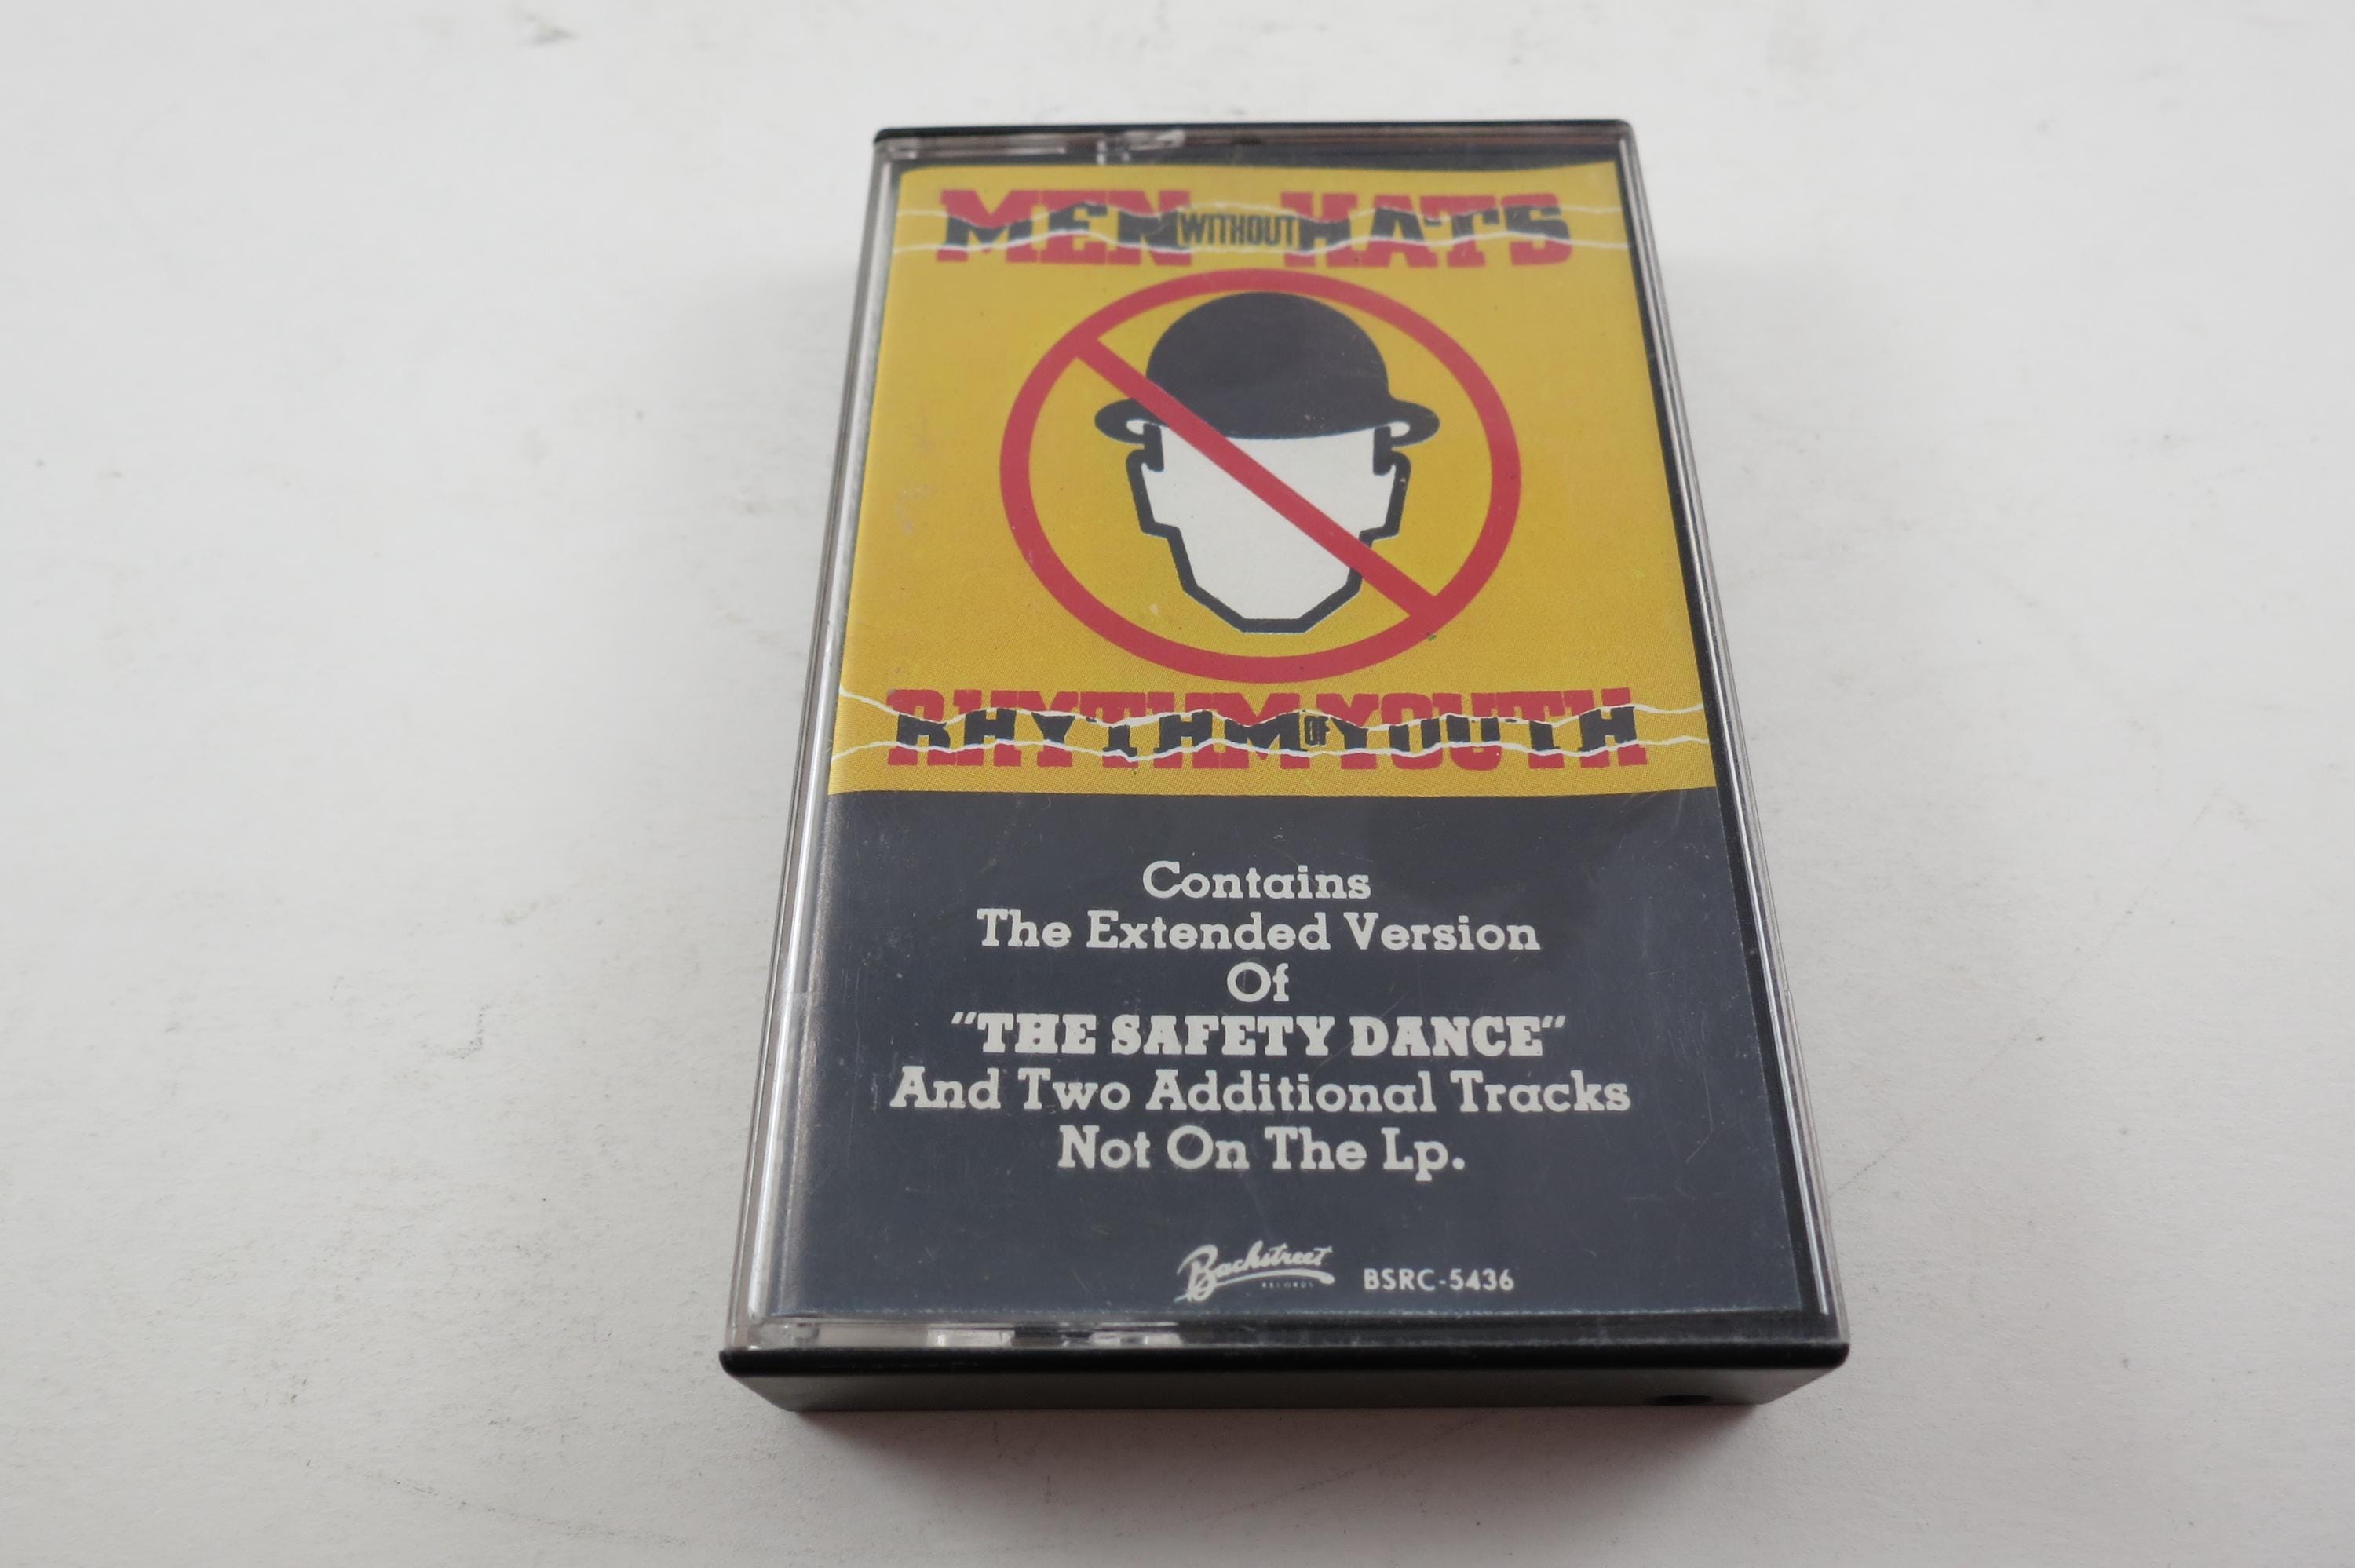 MEN WITHOUT HATS
RHYTHM OF YOUTH
Contains
The Extended Version
Of
"THE SAFETY DANCE"
And Two Additional Tracks
Not On The Lp.
Backstreet
RECORDS
BSRC-5436